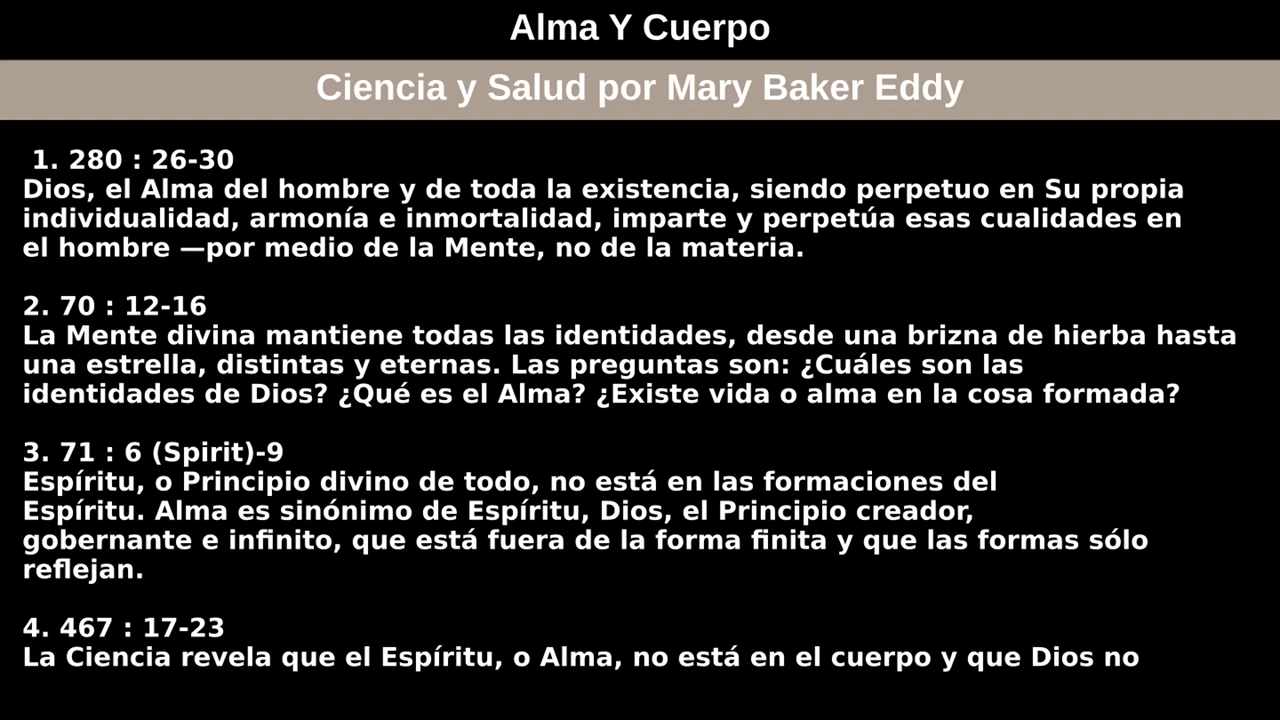 Alma Y Cuerpo
Ciencia y Salud por Mary Baker Eddy
1. 280 : 26-30
Dios, el Alma del hombre y de toda la existencia, siendo perpetuo en Su propia
individualidad, armonía e inmortalidad, imparte y perpetúa esas cualidades en
el hombre —por medio de la Mente, no de la materia.
2. 70 : 12-16
La Mente divina mantiene todas las identidades, desde una brizna de hierba hasta
una estrella, distintas y eternas. Las preguntas son: ¿Cuáles son las
identidades de Dios? ¿Qué es el Alma? ¿Existe vida o alma en la cosa formada?
3. 71 : 6 (Spirit)-9
Espíritu, o Principio divino de todo, no está en las formaciones del
Espíritu. Alma es sinónimo de Espíritu, Dios, el Principio creador,
gobernante e infinito, que está fuera de la forma finita y que las formas sólo
reflejan.
4. 467 : 17-23
La Ciencia revela que el Espíritu, o Alma, no está en el cuerpo y que Dios no